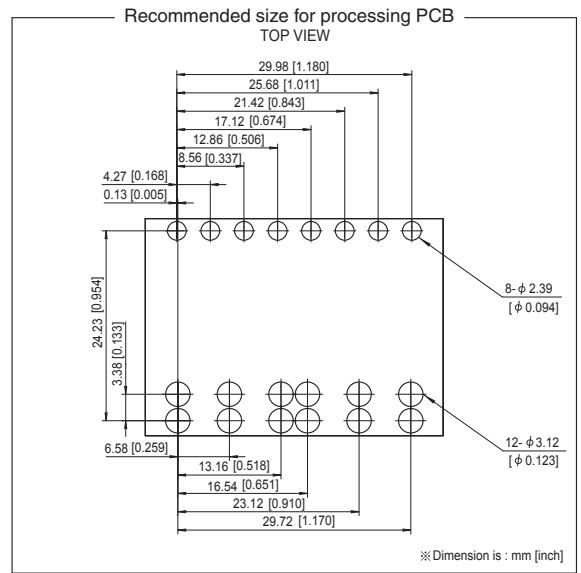 Recommended size for processing PCB
TOP VIEW
29.98 [1.180]
25.68 [1.011]
21.42 [0.843]
17.12 [0.674]
12.86 [0.506]
8.56 [0.337]
4.27 [0.168]
0.13 [0.005]
24.23 [0.954]
3.38 [0.133]
8-ϕ2.39
[ϕ0.094]
12-ϕ3.12
[ϕ0.123]
6.58 [0.259]
13.16 [0.518]
16.54 [0.651]
23.12 [0.910]
29.72 [1.170]
※Dimension is : mm [inch]